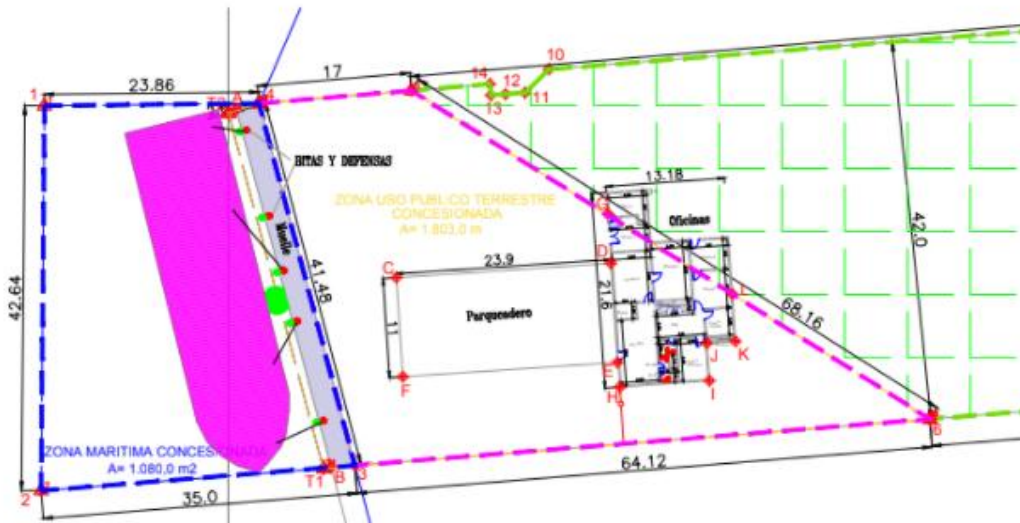 10
14
12
17
13
11
23.86
1
A
4
BITAS Y DEFENSAS
13.18
ZONA USO PUBLICO TERRESTRE
CONCESIONADA
A= 1.803,0 m
G
Oficinas
Muelle
42.0
D
C
23.9
41.48
42.64
21.6
11
Parqueadero
68.16
J
K
E
F
H
I
ZONA MARITIMA CONCESIONADA
A= 1.080,0 m2
B
3
T1
64.12
2
35.0